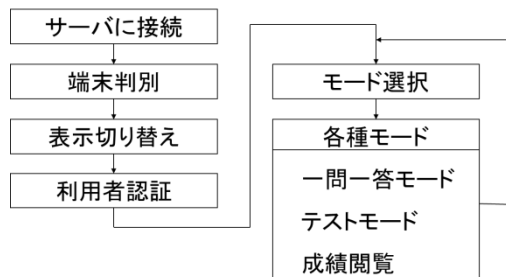 サーバに接続
端末判別
表示切り替え
利用者認証
モード選択
各種モード
一問一答モード
テストモード
成績閲覧